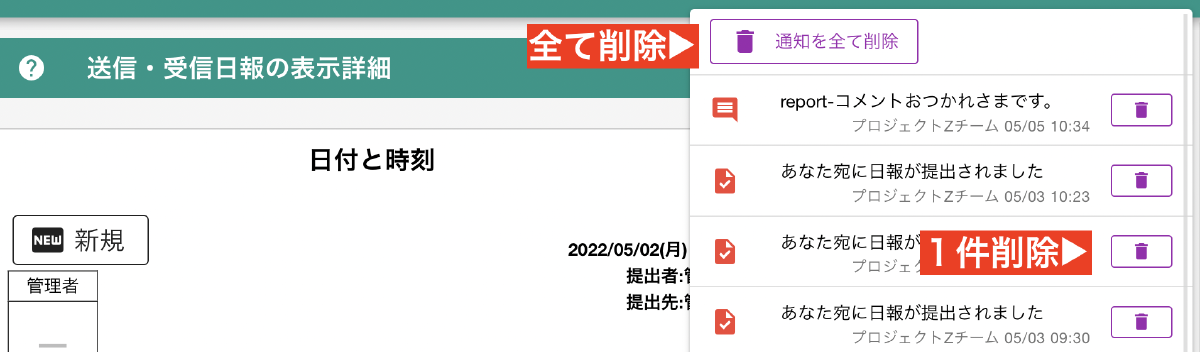 全て削除▶
通知を全て削除
? 送信・受信日報の表示詳細
report-コメントおつかれさまです。
プロジェクトZチーム 05/05 10:34
日付と時刻
あなた宛に日報が提出されました
プロジェクトZチーム 05/03 10:23
NEW 新規
2022/05/02(月)
提出者:
提出先:
管理者
あなた宛に日報が
プロジェク
1件削除▶
あなた宛に日報が提出されました
プロジェクトZチーム 05/03 09:30